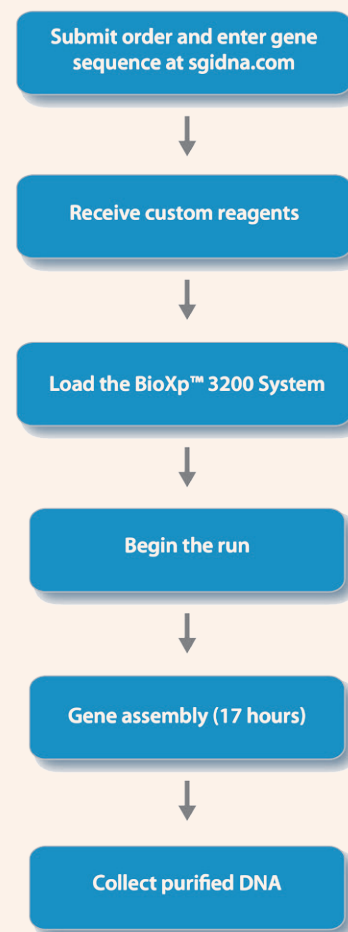 Submit order and enter gene
sequence at sgidna.com
Receive custom reagents
Load the BioXp™ 3200 System
Begin the run
Gene assembly (17 hours)
Collect purified DNA